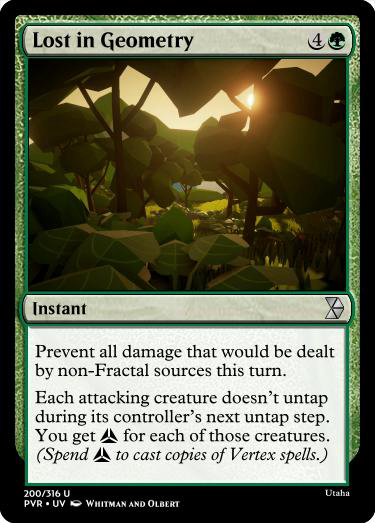 Lost in Geometry 4
Instant
Prevent all damage that would be dealt
by non-Fractal sources this turn.
Each attacking creature doesn't untap
during its controller's next untap step.
You get for each of those creatures.
(Spend to cast copies of Vertex spells.)
200/316 U Utaha
PVR • UV Whitman and Olbert